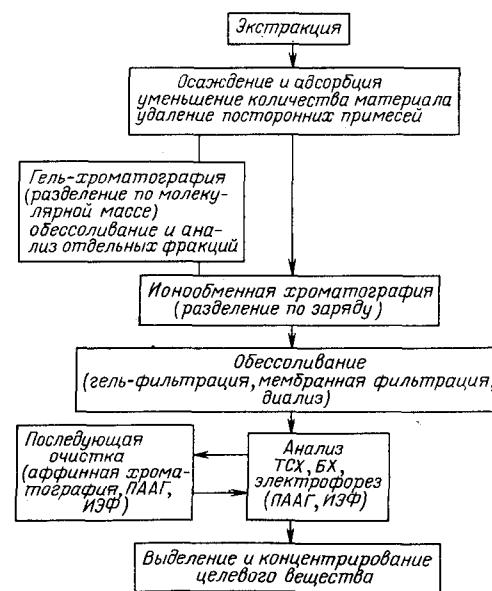 Экстракция
Осаждение и адсорбция
уменьшение количества материала
удаление посторонних примесей
Гель-хроматография
(разделение по молеку-
лярной массе)
обессоливание и ана-
лиз отдельных фракций
Ионообменная хроматография
(разделение по заряду)
Обессоливание
(гель-фильтрация, мембранная фильтрация,
диализ)
Последующая
очистка
(аффинная хрома-
тография, ПААГ,
ИЭФ)
Анализ
ТСХ, БХ,
электрофорез
(ПААГ, ИЗФ)
Выделение и концентрирование
целевого вещества